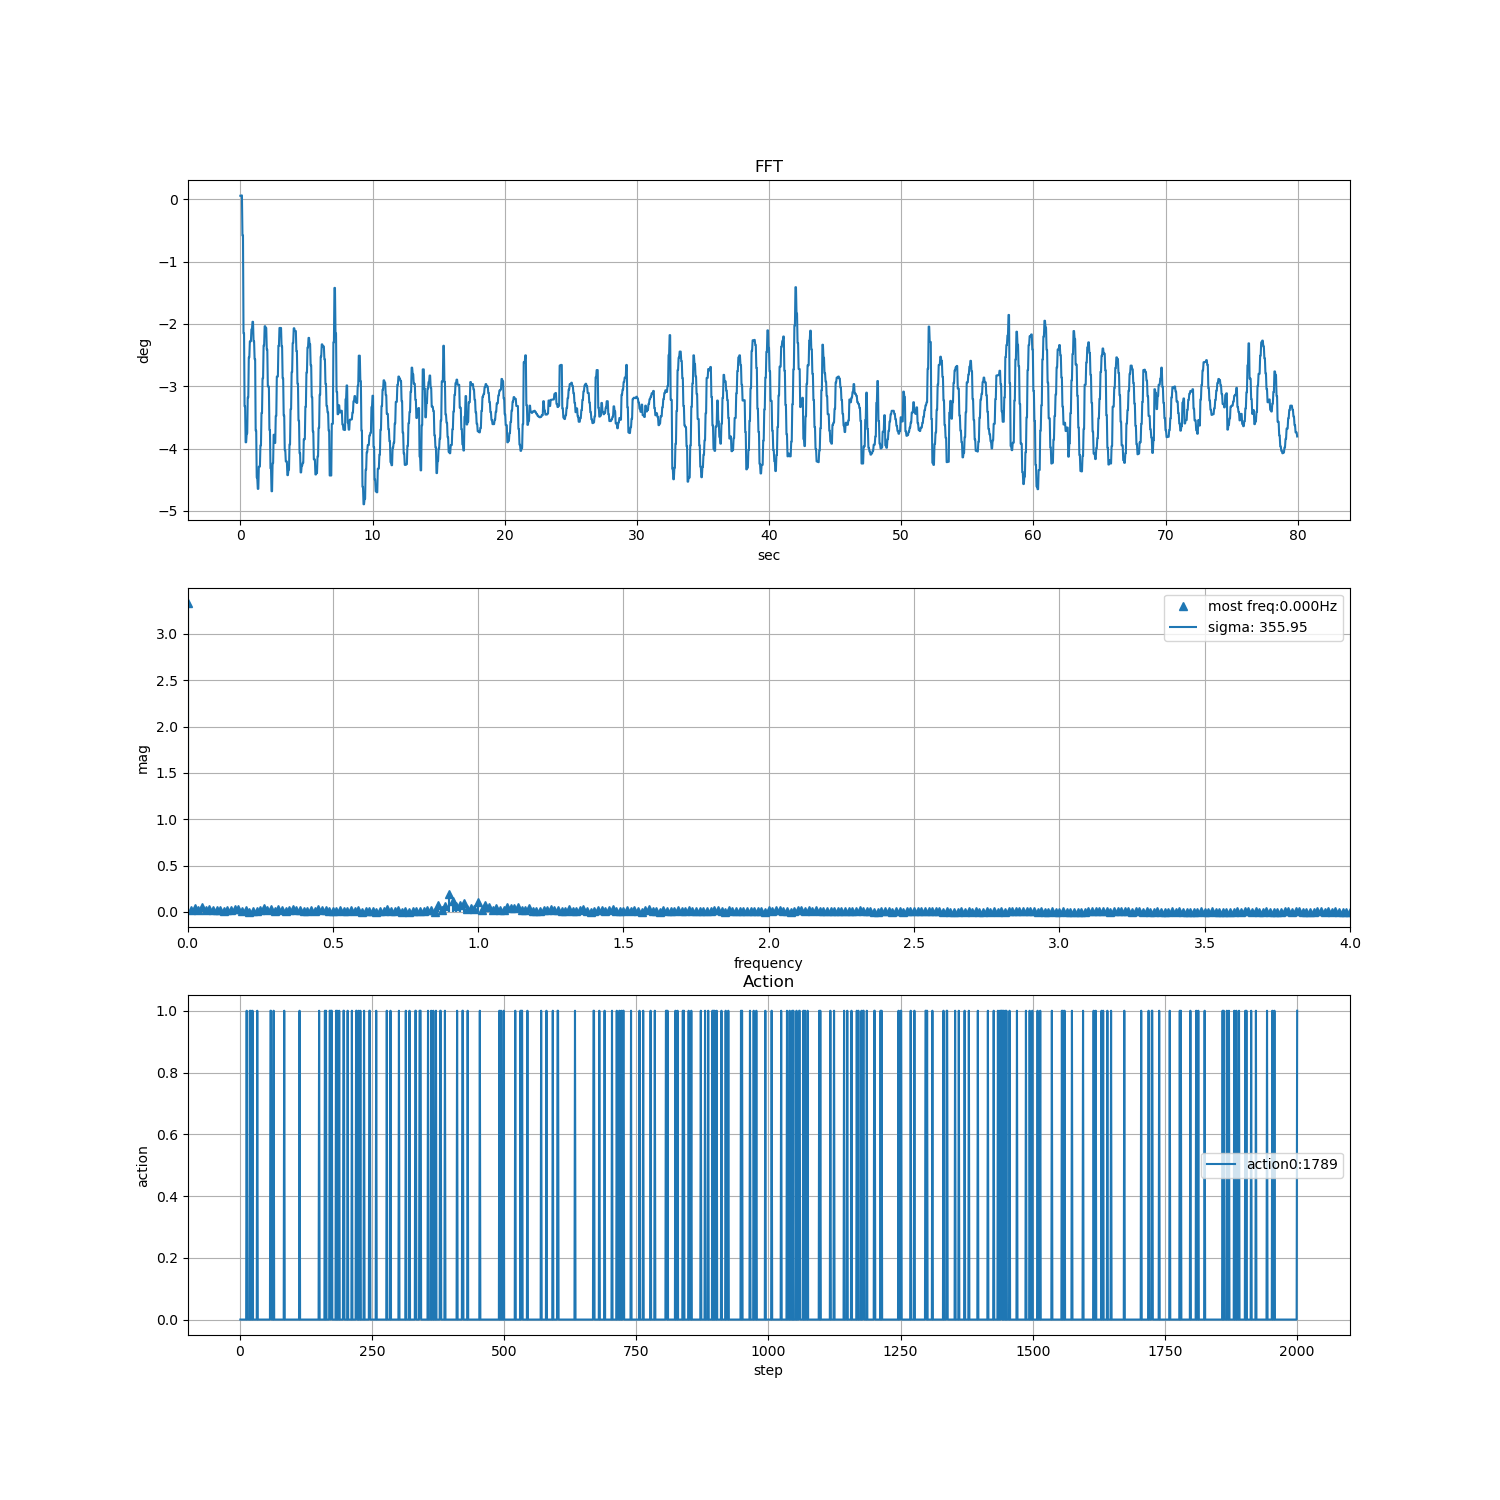 FFT
0
−1
−2
−3
−4
−5
deg
0 10 20 30 40 50 60 70 80
sec
most freq:0.000Hz
sigma: 355.95
3.0
2.5
2.0
1.5
1.0
0.5
0.0
mag
0.0 0.5 1.0 1.5 2.0 2.5 3.0 3.5 4.0
frequency
Action
1.0
0.8
0.6
0.4
0.2
0.0
action
action0:1789
0 250 500 750 1000 1250 1500 1750 2000
step